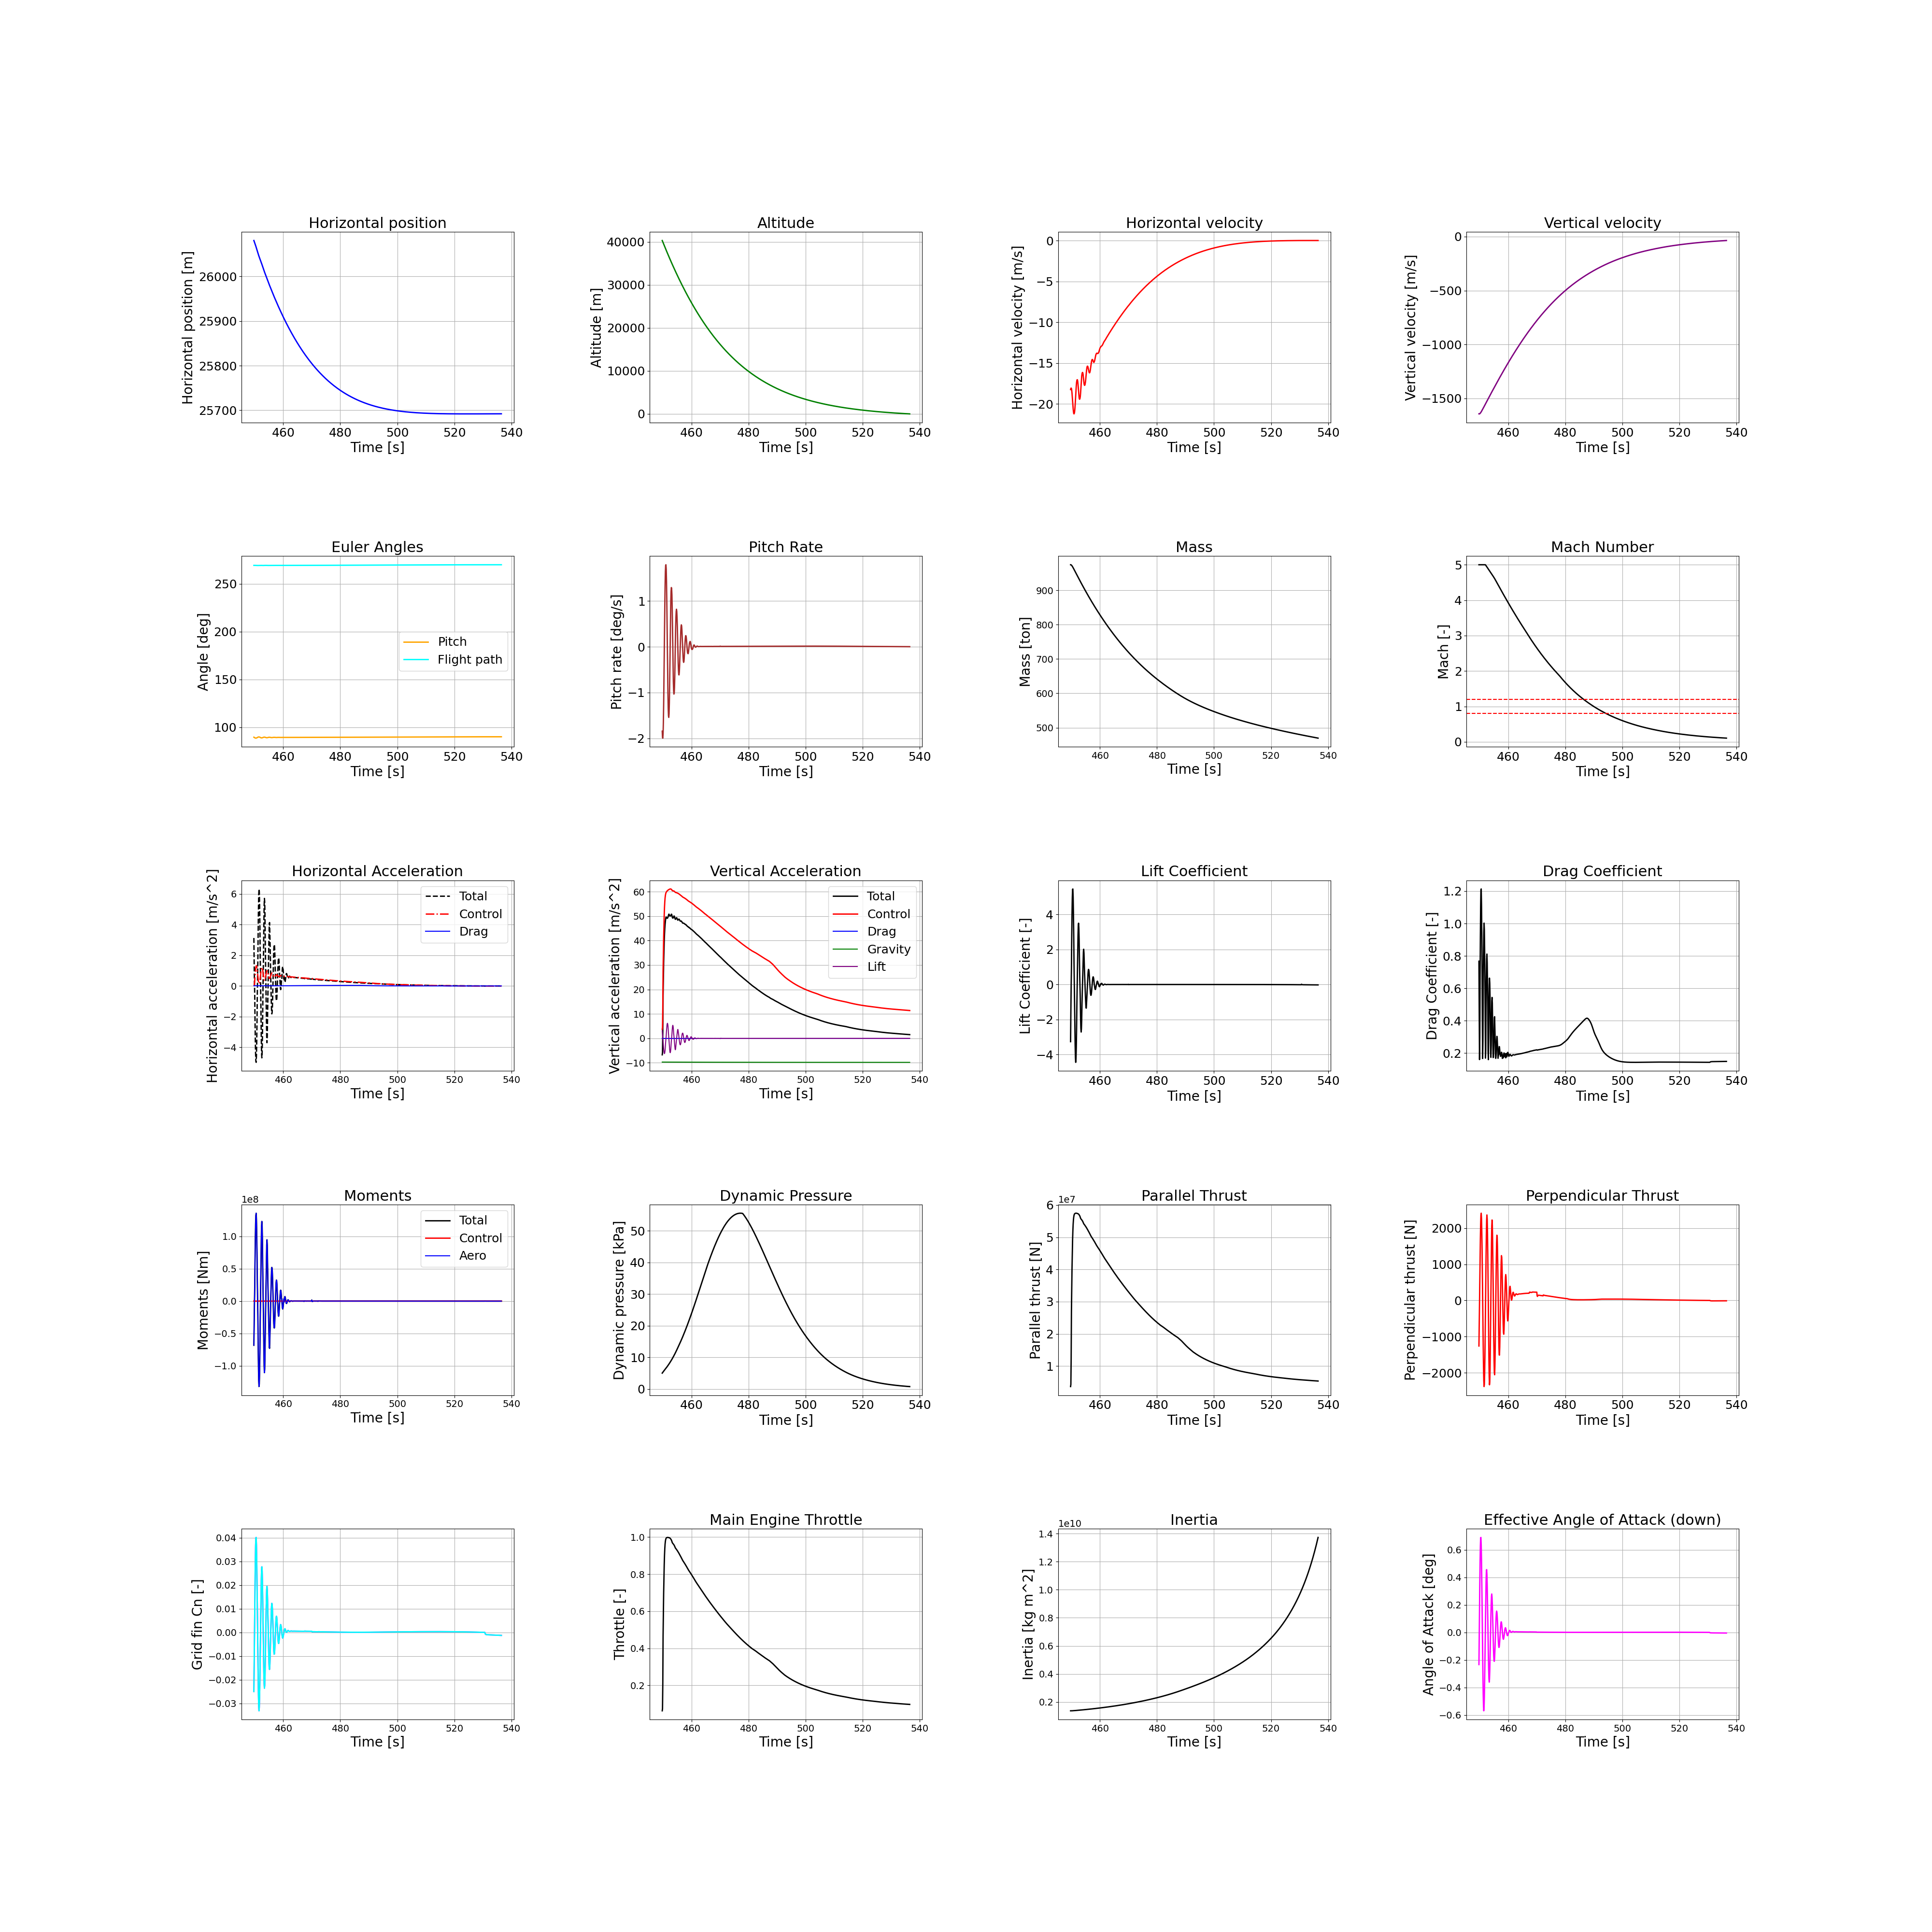 Horizontal position
Horizontal position [m]
26000
25900
25800
25700
460 480 500 520 540
Time [s]
Altitude
Altitude [m]
40000
30000
20000
10000
0
460 480 500 520 540
Time [s]
Horizontal velocity
Horizontal velocity [m/s]
0
−5
−10
−15
−20
460 480 500 520 540
Time [s]
Vertical velocity
Vertical velocity [m/s]
0
−500
−1000
−1500
460 480 500 520 540
Time [s]
Euler Angles
Angle [deg]
250
200
150
100
Pitch
Flight path
460 480 500 520 540
Time [s]
Pitch Rate
Pitch rate [deg/s]
1
0
−1
−2
460 480 500 520 540
Time [s]
Mass
Mass [ton]
900
800
700
600
500
460 480 500 520 540
Time [s]
Mach Number
Mach [-]
5
4
3
2
1
0
460 480 500 520 540
Time [s]
Horizontal Acceleration
Horizontal acceleration [m/s^2]
6
4
2
0
−2
−4
Total
Control
Drag
460 480 500 520 540
Time [s]
Vertical Acceleration
Vertical acceleration [m/s^2]
60
50
40
30
20
10
0
−10
Total
Control
Drag
Gravity
Lift
460 480 500 520 540
Time [s]
Lift Coefficient
Lift Coefficient [-]
4
2
0
−2
−4
460 480 500 520 540
Time [s]
Drag Coefficient
Drag Coefficient [-]
1.2
1.0
0.8
0.6
0.4
0.2
460 480 500 520 540
Time [s]
Moments
1e8
Moments [Nm]
1.0
0.5
0.0
−0.5
−1.0
Total
Control
Aero
460 480 500 520 540
Time [s]
Dynamic Pressure
Dynamic pressure [kPa]
50
40
30
20
10
0
460 480 500 520 540
Time [s]
Parallel Thrust
1e7
Parallel thrust [N]
6
5
4
3
2
1
460 480 500 520 540
Time [s]
Perpendicular Thrust
Perpendicular thrust [N]
2000
1000
0
−1000
−2000
460 480 500 520 540
Time [s]
Grid fin Cn [-]
0.04
0.03
0.02
0.01
0.00
−0.01
−0.02
−0.03
460 480 500 520 540
Time [s]
Main Engine Throttle
Throttle [-]
1.0
0.8
0.6
0.4
0.2
460 480 500 520 540
Time [s]
Inertia
1e10
Inertia [kg m^2]
1.4
1.2
1.0
0.8
0.6
0.4
0.2
460 480 500 520 540
Time [s]
Effective Angle of Attack (down)
Angle of Attack [deg]
0.6
0.4
0.2
0.0
−0.2
−0.4
−0.6
460 480 500 520 540
Time [s]